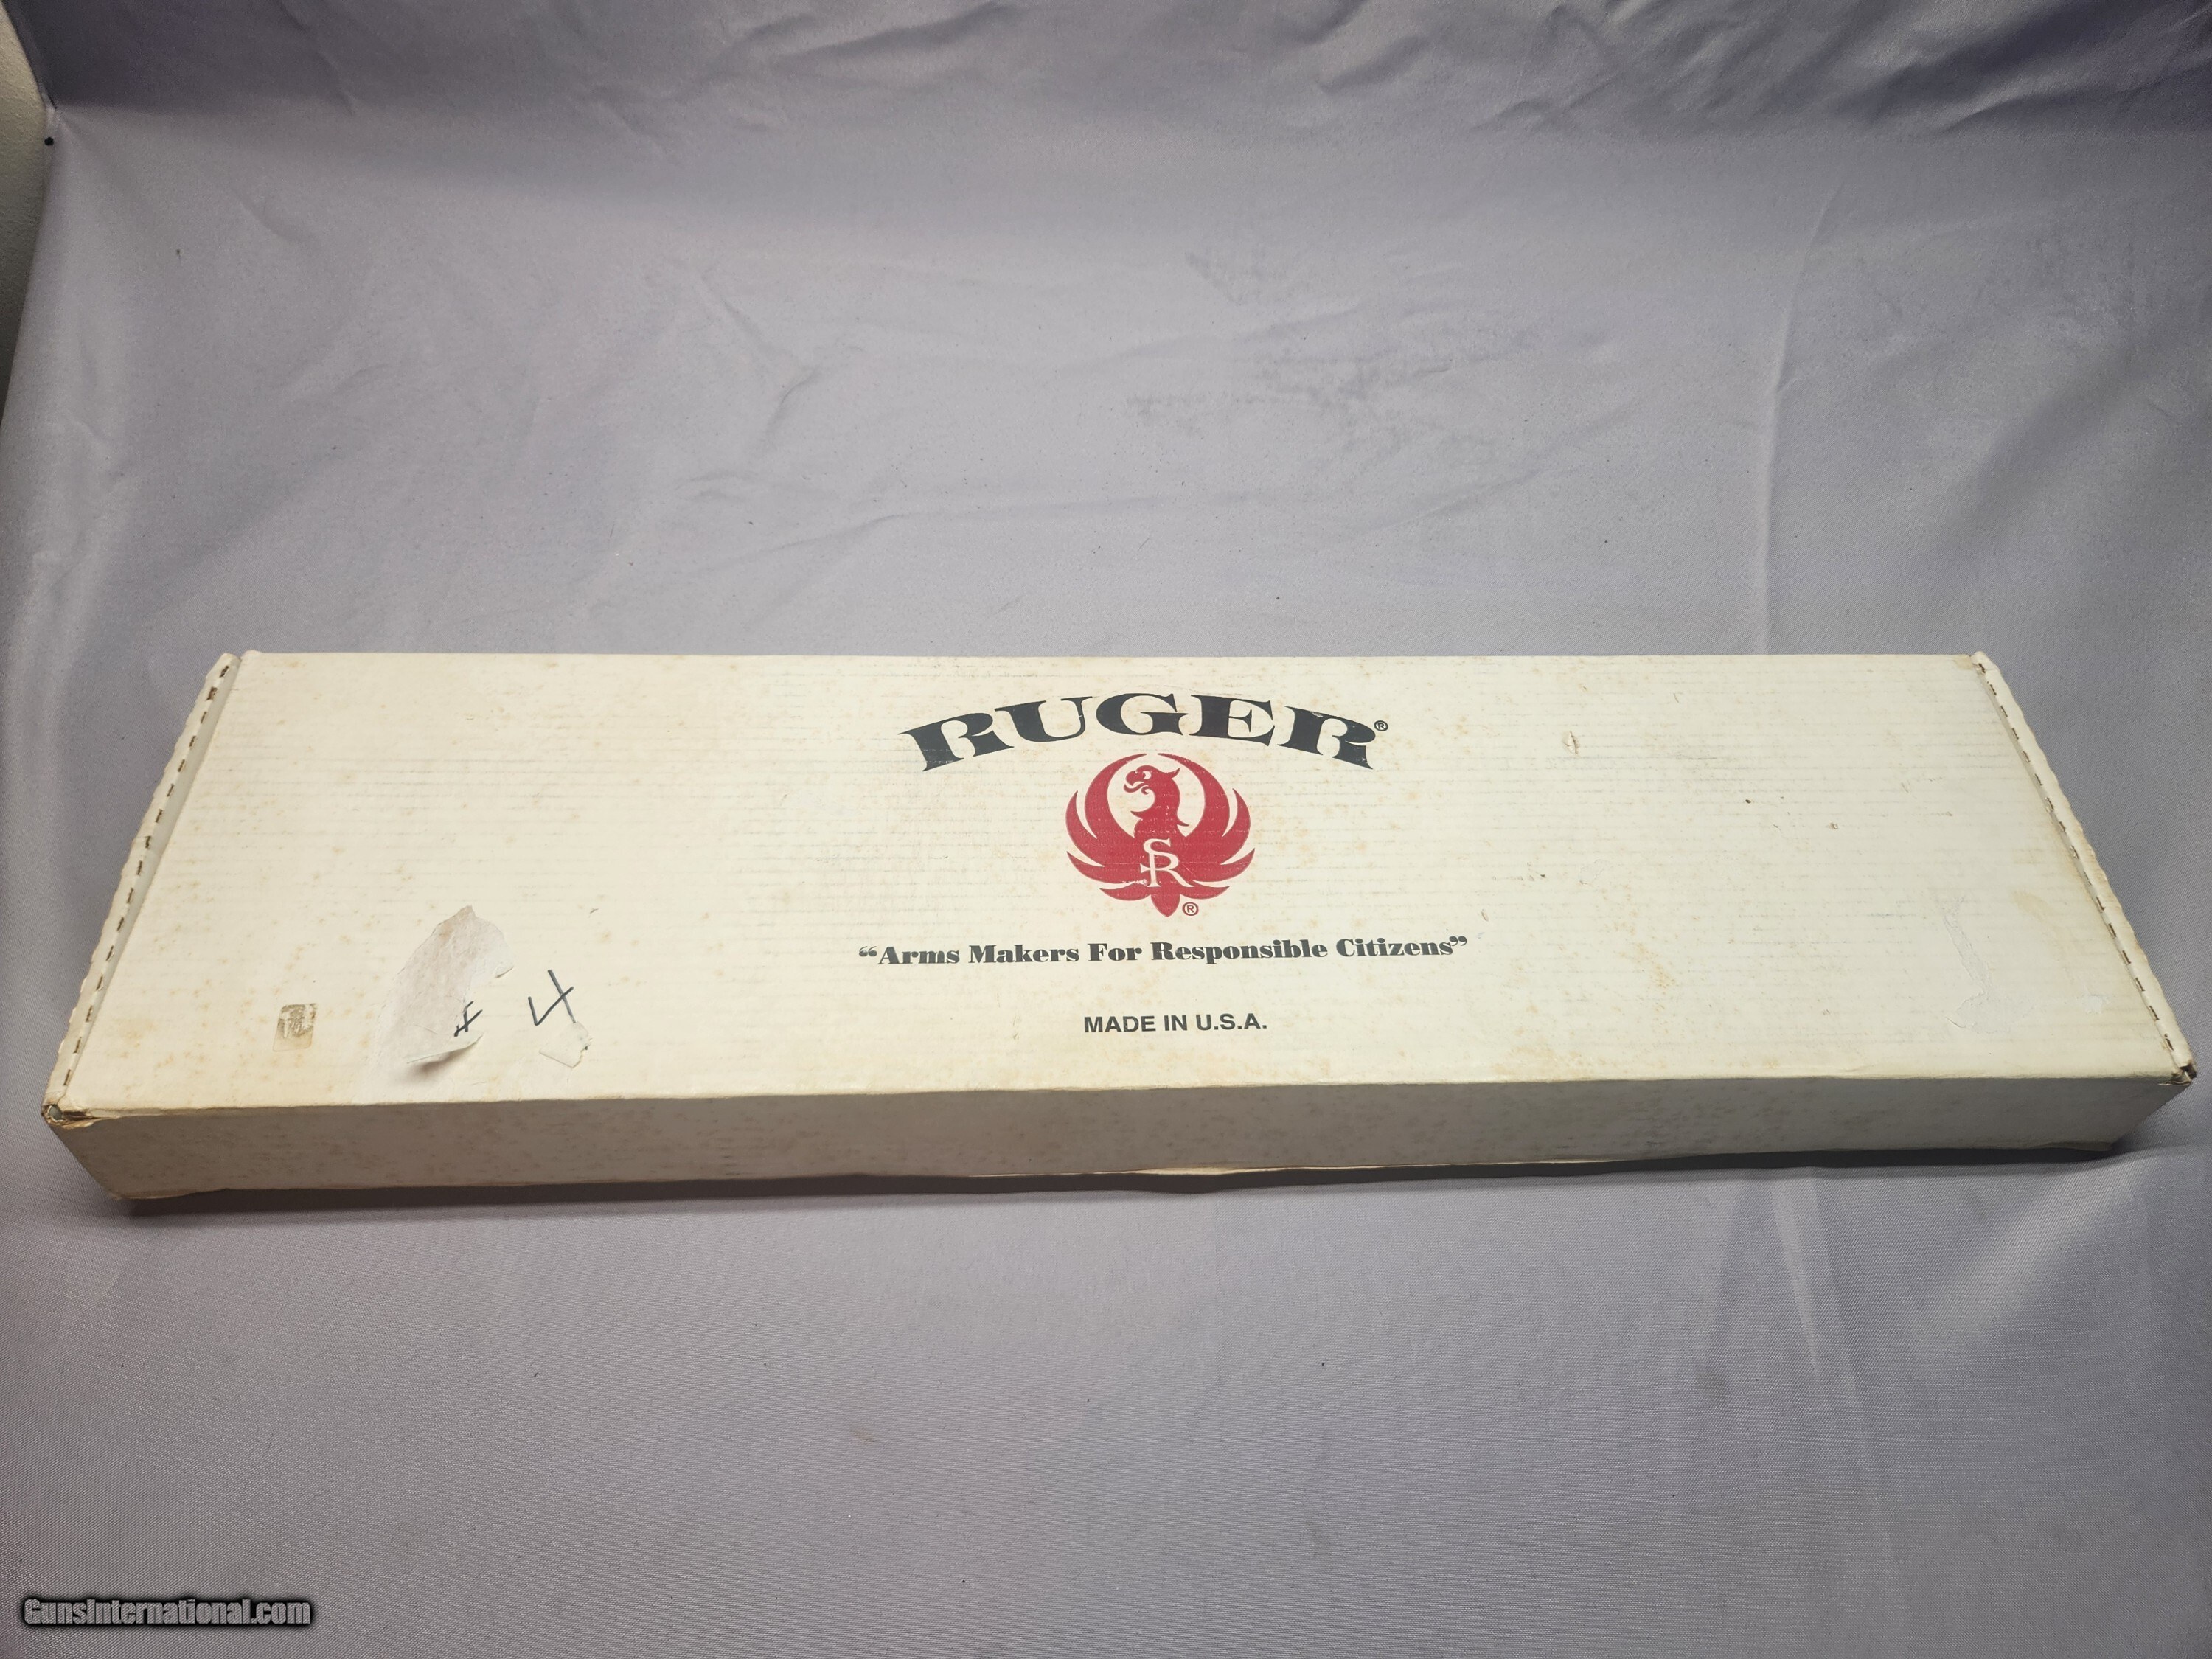 RUGER®
SR
®
“Arms Makers For Responsible Citizens”
MADE IN U.S.A.
# 4
GunsInternational.com